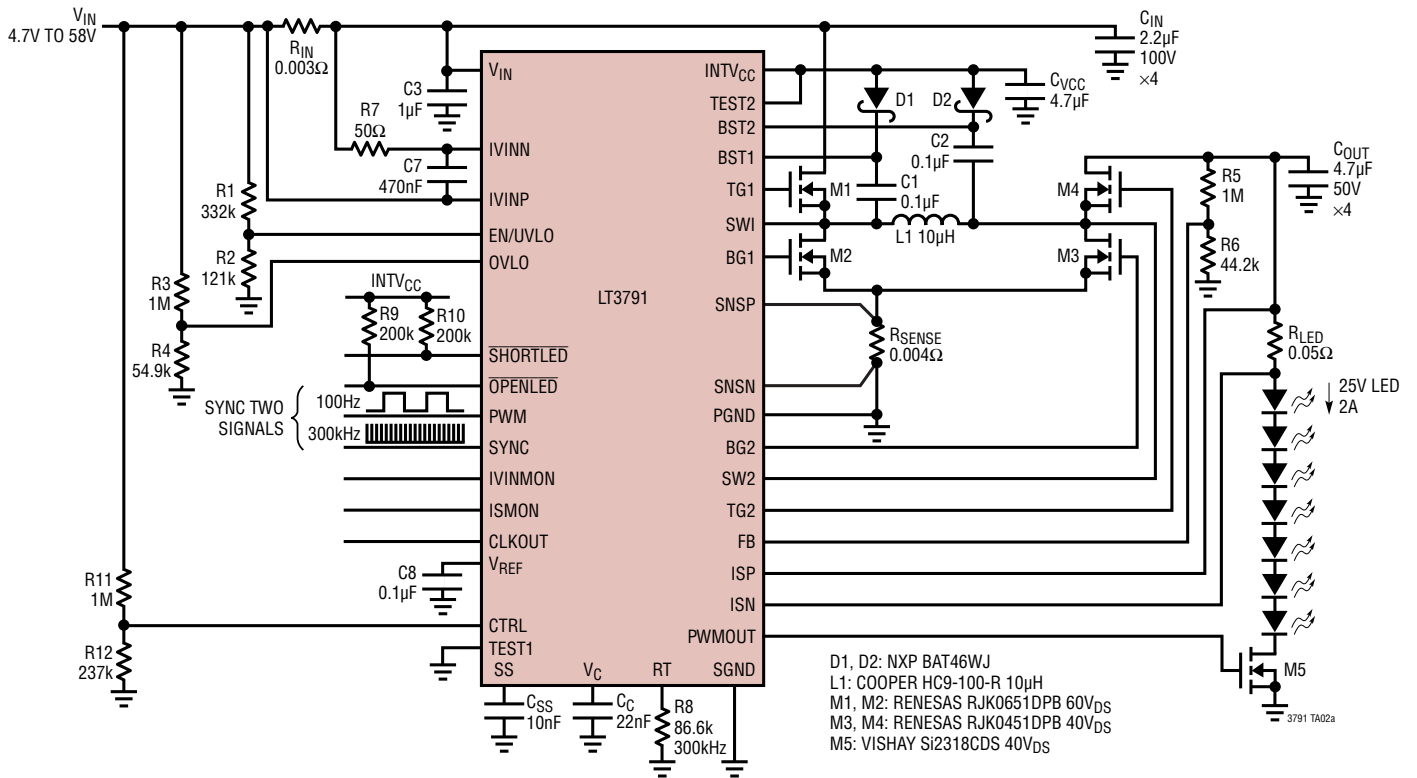 VIN
4.7V TO 58V
RIN
0.003Ω
CIN
2.2µF
100V
×4
VIN
C3
1µF
R7
50Ω
IVINN
C7
470nF
IVINP
R1
332k
EN/UVLO
R2
121k
OVLO
R3
1M
R4
54.9k
INTVCC
R9
200k
R10
200k
SHORTLED
OPENLED
SYNC TWO
SIGNALS
100Hz
PWM
300kHz
SYNC
IVINMON
ISMON
CLKOUT
VREF
C8
0.1µF
R11
1M
CTRL
R12
237k
TEST1
SS
VC
RT
SGND
CSS
10nF
CC
22nF
R8
86.6k
300kHz
LT3791
INTVCC
TEST2
BST2
BST1
TG1
SWI
BG1
SNSP
SNSN
PGND
BG2
SW2
TG2
FB
ISP
ISN
PWMOUT
D1
D2
CVCC
4.7µF
C2
0.1µF
C1
0.1µF
M1
M2
L1 10µH
M4
M3
RSENSE
0.004Ω
COUT
4.7µF
50V
×4
R5
1M
R6
44.2k
RLED
0.05Ω
25V LED
2A
M5
D1, D2: NXP BAT46WJ
L1: COOPER HC9-100-R 10µH
M1, M2: RENESAS RJK0651DPB 60VDS
M3, M4: RENESAS RJK0451DPB 40VDS
M5: VISHAY Si2318CDS 40VDS
3791 TA02a